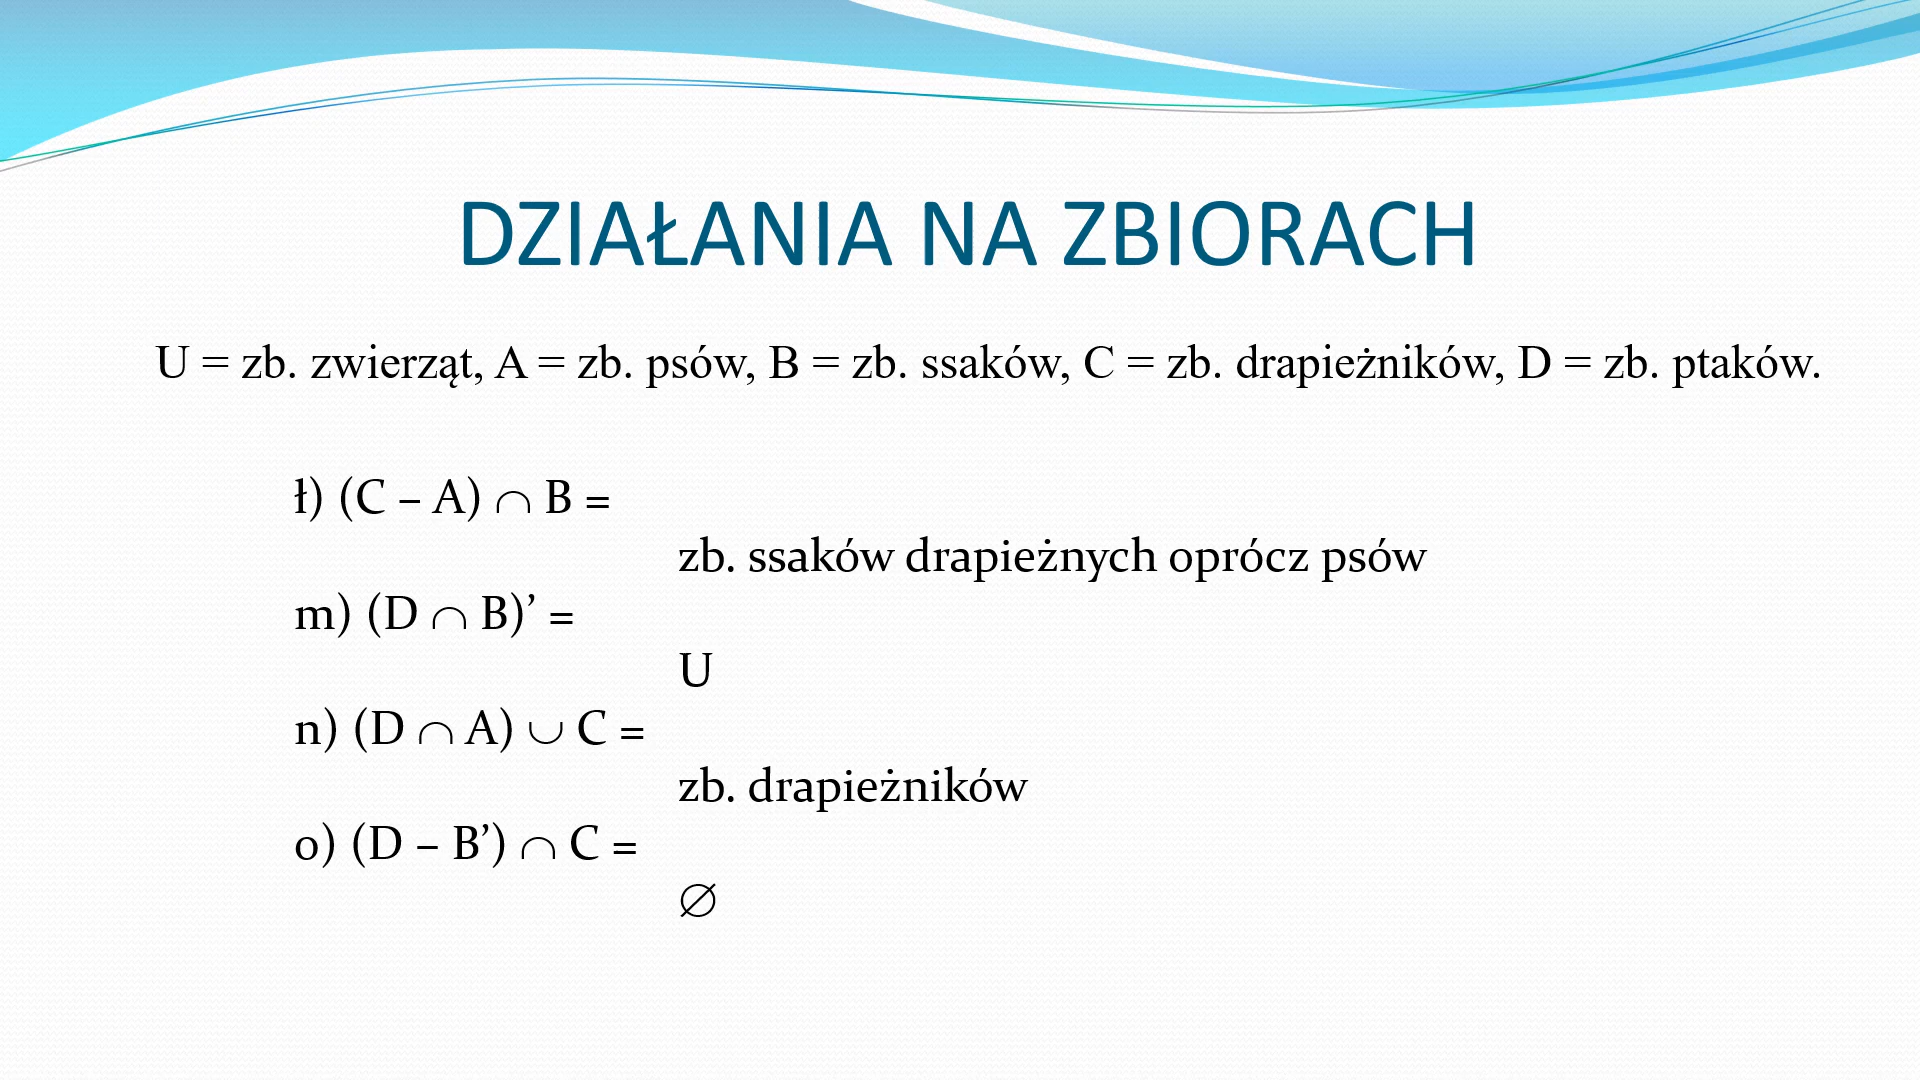 DZIAŁANIA NA ZBIORACH
U = zb. zwierząt, A = zb. psów, B = zb. ssaków, C = zb. drapieżników, D = zb. ptaków.
ł) (C – A) ∩ B =
zb. ssaków drapieżnych oprócz psów
m) (D ∩ B)’ =
U
n) (D ∩ A) ∪ C =
zb. drapieżników
o) (D – B’) ∩ C =
∅